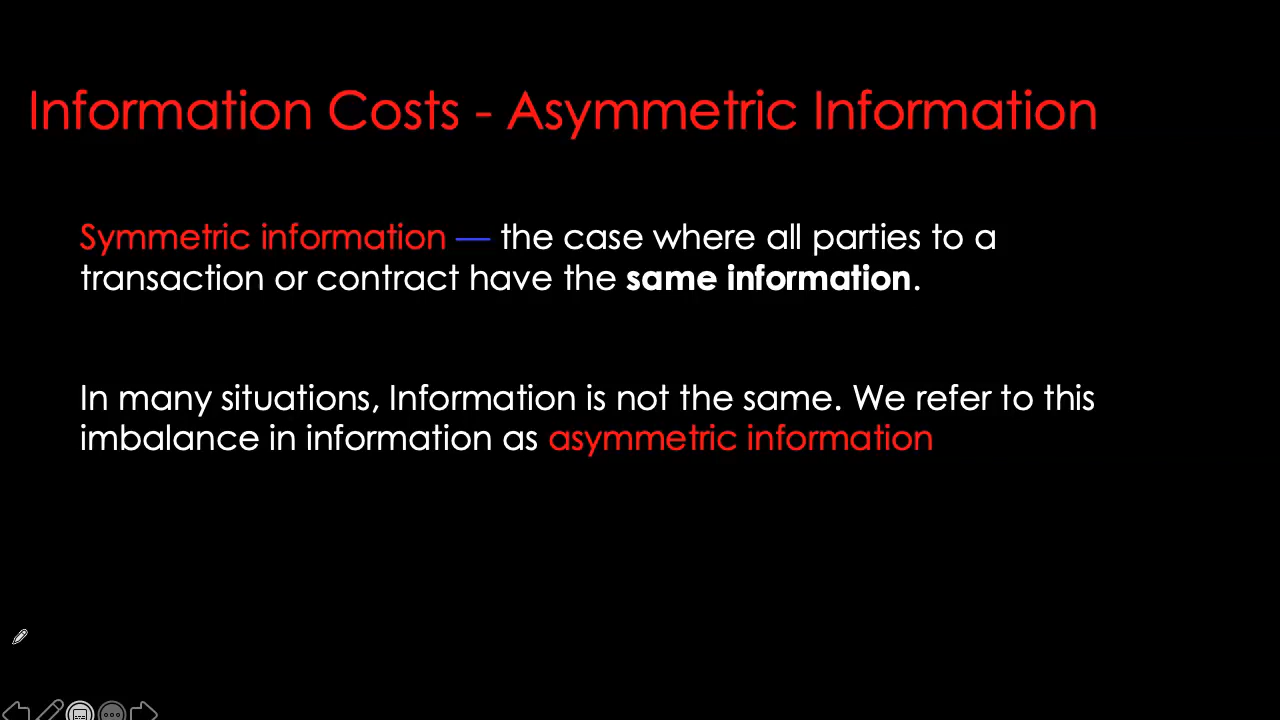 Information Costs - Asymmetric Information
Symmetric information — the case where all parties to a
transaction or contract have the same information.
In many situations, Information is not the same. We refer to this
imbalance in information as asymmetric information